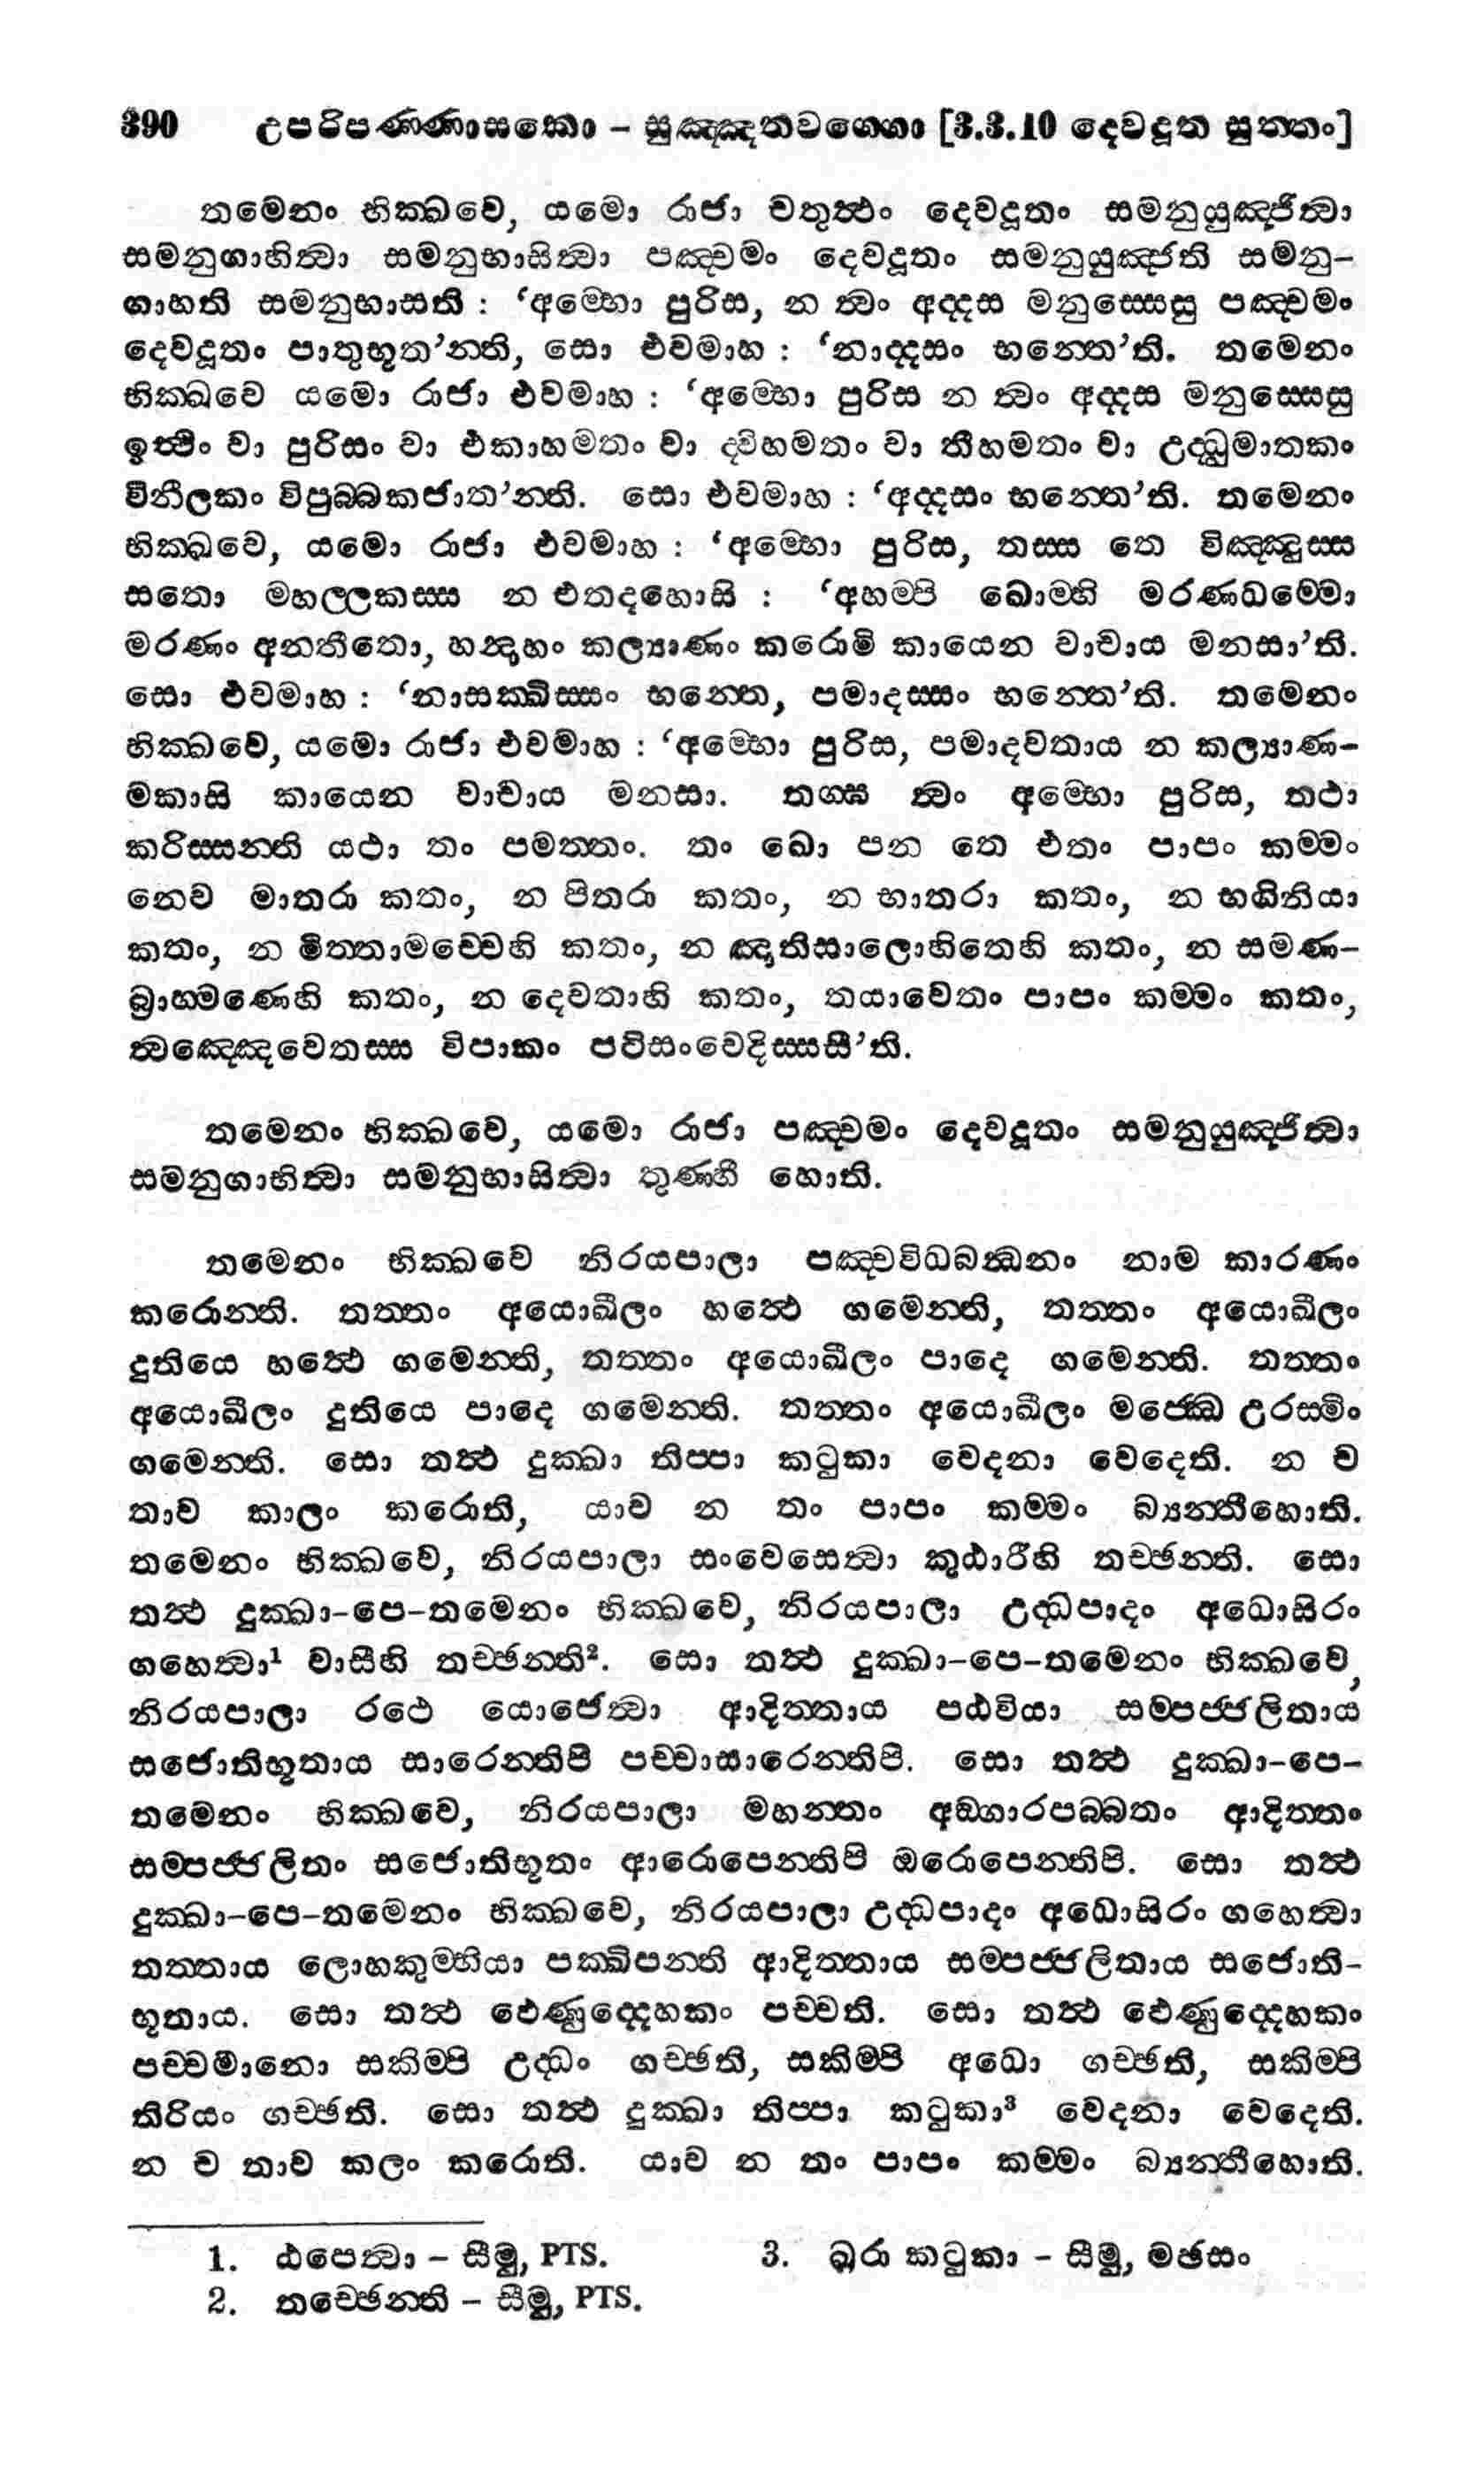 390 උපරිපණ්ණාසකො – සුඤ්ඤතවග්ගො [3.3.10 දෙවදූත සුත්තං]
තමෙනං භික්ඛවෙ, යමො රාජා චතුත්ථං දෙවදූතං සමනුයුඤ්ජිත්වා
සමනුගාහිත්වා සමනුභාසිත්වා පඤ්චමං දෙවදූතං සමනුයුඤ්ජති සමනු-
ගාහති සමනුභාසති : ‘අම්භො පුරිස, න ත්වං අද්දස මනුස්සෙසු පඤ්චමං
දෙවදූතං පාතුභූත’න්ති, සො එවමාහ : ‘නාද්දසං භන්තෙ’ති. තමෙනං
භික්ඛවෙ යමො රාජා එවමාහ : ‘අම්භො පුරිස න ත්වං අද්දස මනුස්සෙසු
ඉත්ථිං වා පුරිසං වා එකාහමතං වා ද්විහමතං වා තීහමතං වා උද්ධුමාතකං
විනීලකං විපුබ්බකජාත’න්ති. සො එවමාහ : ‘අද්දසං භන්තෙ’ති. තමෙනං
භික්ඛවෙ, යමො රාජා එවමාහ : ‘අම්භො පුරිස, තස්ස තෙ විඤ්ඤුස්ස
සතො මහල්ලකස්ස න එතදහොසි : ‘අහම්පි ඛොම්හි මරණධම්මො
මරණං අනතීතො, හන්දාහං කල්‍යාණං කරොමි කායෙන වාචාය මනසා’ති.
සො එවමාහ : ‘නාසක්ඛිස්සං භන්තෙ, පමාදස්සං භන්තෙ’ති. තමෙනං
භික්ඛවෙ, යමො රාජා එවමාහ : ‘අම්භො පුරිස, පමාදවතාය න කල්‍යාණ-
මකාසි කායෙන වාචාය මනසා. තග්ඝ ත්වං අම්භො පුරිස, තථා
කරිස්සන්ති යථා තං පමත්තං. තං ඛො පන තෙ එතං පාපං කම්මං
නෙව මාතරා කතං, න පිතරා කතං, න භාතරා කතං, න භගිනියා
කතං, න මිත්තාමච්චෙහි කතං, න ඤාතිසාලොහිතෙහි කතං, න සමණ-
බ්‍රාහ්මණෙහි කතං, න දෙවතාහි කතං, තයාවෙතං පාපං කම්මං කතං,
ත්වඤ්ඤෙවෙතස්ස විපාකං පටිසංවෙදිස්සසී’ති.
තමෙනං භික්ඛවෙ, යමො රාජා පඤ්චමං දෙවදූතං සමනුයුඤ්ජිත්වා
සමනුගාහිත්වා සමනුභාසිත්වා තුණ්හී හොති.
තමෙනං භික්ඛවෙ නිරයපාලා පඤ්චවිධබන්ධනං නාම කාරණං
කරොන්ති. තත්තං අයොඛීලං හත්ථෙ ගමෙන්ති, තත්තං අයොඛීලං
දුතියෙ හත්ථෙ ගමෙන්ති, තත්තං අයොඛීලං පාදෙ ගමෙන්ති. තත්තං
අයොඛීලං දුතියෙ පාදෙ ගමෙන්ති. තත්තං අයොඛීලං මජ්ඣෙ උරස්මිං
ගමෙන්ති. සො තත්ථ දුක්ඛා තිප්පා කටුකා වෙදනා වෙදෙති. න ච
තාව කාලං කරොති, යාව න තං පාපං කම්මං බ්‍යන්තීහොති.
තමෙනං භික්ඛවෙ, නිරයපාලා සංවෙසෙත්වා කුඨාරීහි තච්ඡන්ති. සො
තත්ථ දුක්ඛා-පෙ-තමෙනං භික්ඛවෙ, නිරයපාලා උද්ධපාදං අධොසිරං
ගහෙත්වා¹ වාසීහි තච්ඡන්ති². සො තත්ථ දුක්ඛා-පෙ-තමෙනං භික්ඛවෙ,
නිරයපාලා රථෙ යොජෙත්වා ආදිත්තාය පඨවියා සම්පජ්ජලිතාය
සජොතිභූතාය සාරෙන්තිපි පච්චාසාරෙන්තිපි. සො තත්ථ දුක්ඛා-පෙ-
තමෙනං භික්ඛවෙ, නිරයපාලා මහන්තං අඞ්ගාරපබ්බතං ආදිත්තං
සම්පජ්ජලිතං සජොතිභූතං ආරොපෙන්තිපි ඔරොපෙන්තිපි. සො තත්ථ
දුක්ඛා-පෙ-තමෙනං භික්ඛවෙ, නිරයපාලා උද්ධපාදං අධොසිරං ගහෙත්වා
තත්තාය ලොහකුම්භියා පක්ඛිපන්ති ආදිත්තාය සම්පජ්ජලිතාය සජොති-
භූතාය. සො තත්ථ ඵෙණුද්දෙහකං පච්චති. සො තත්ථ ඵෙණුද්දෙහකං
පච්චමානො සකිම්පි උද්ධං ගච්ඡති, සකිම්පි අධො ගච්ඡති, සකිම්පි
තිරියං ගච්ඡති. සො තත්ථ දුක්ඛා තිප්පා කටුකා³ වෙදනා වෙදෙති.
න ච තාව කලං කරොති. යාව න තං පාපං කම්මං බ්‍යන්තීහොති.
1. ඨපෙත්වා – සීමු, PTS. 3. ඛරා කටුකා – සීමු, මඡසං
2. තච්ඡෙන්ති – සීමු, PTS.